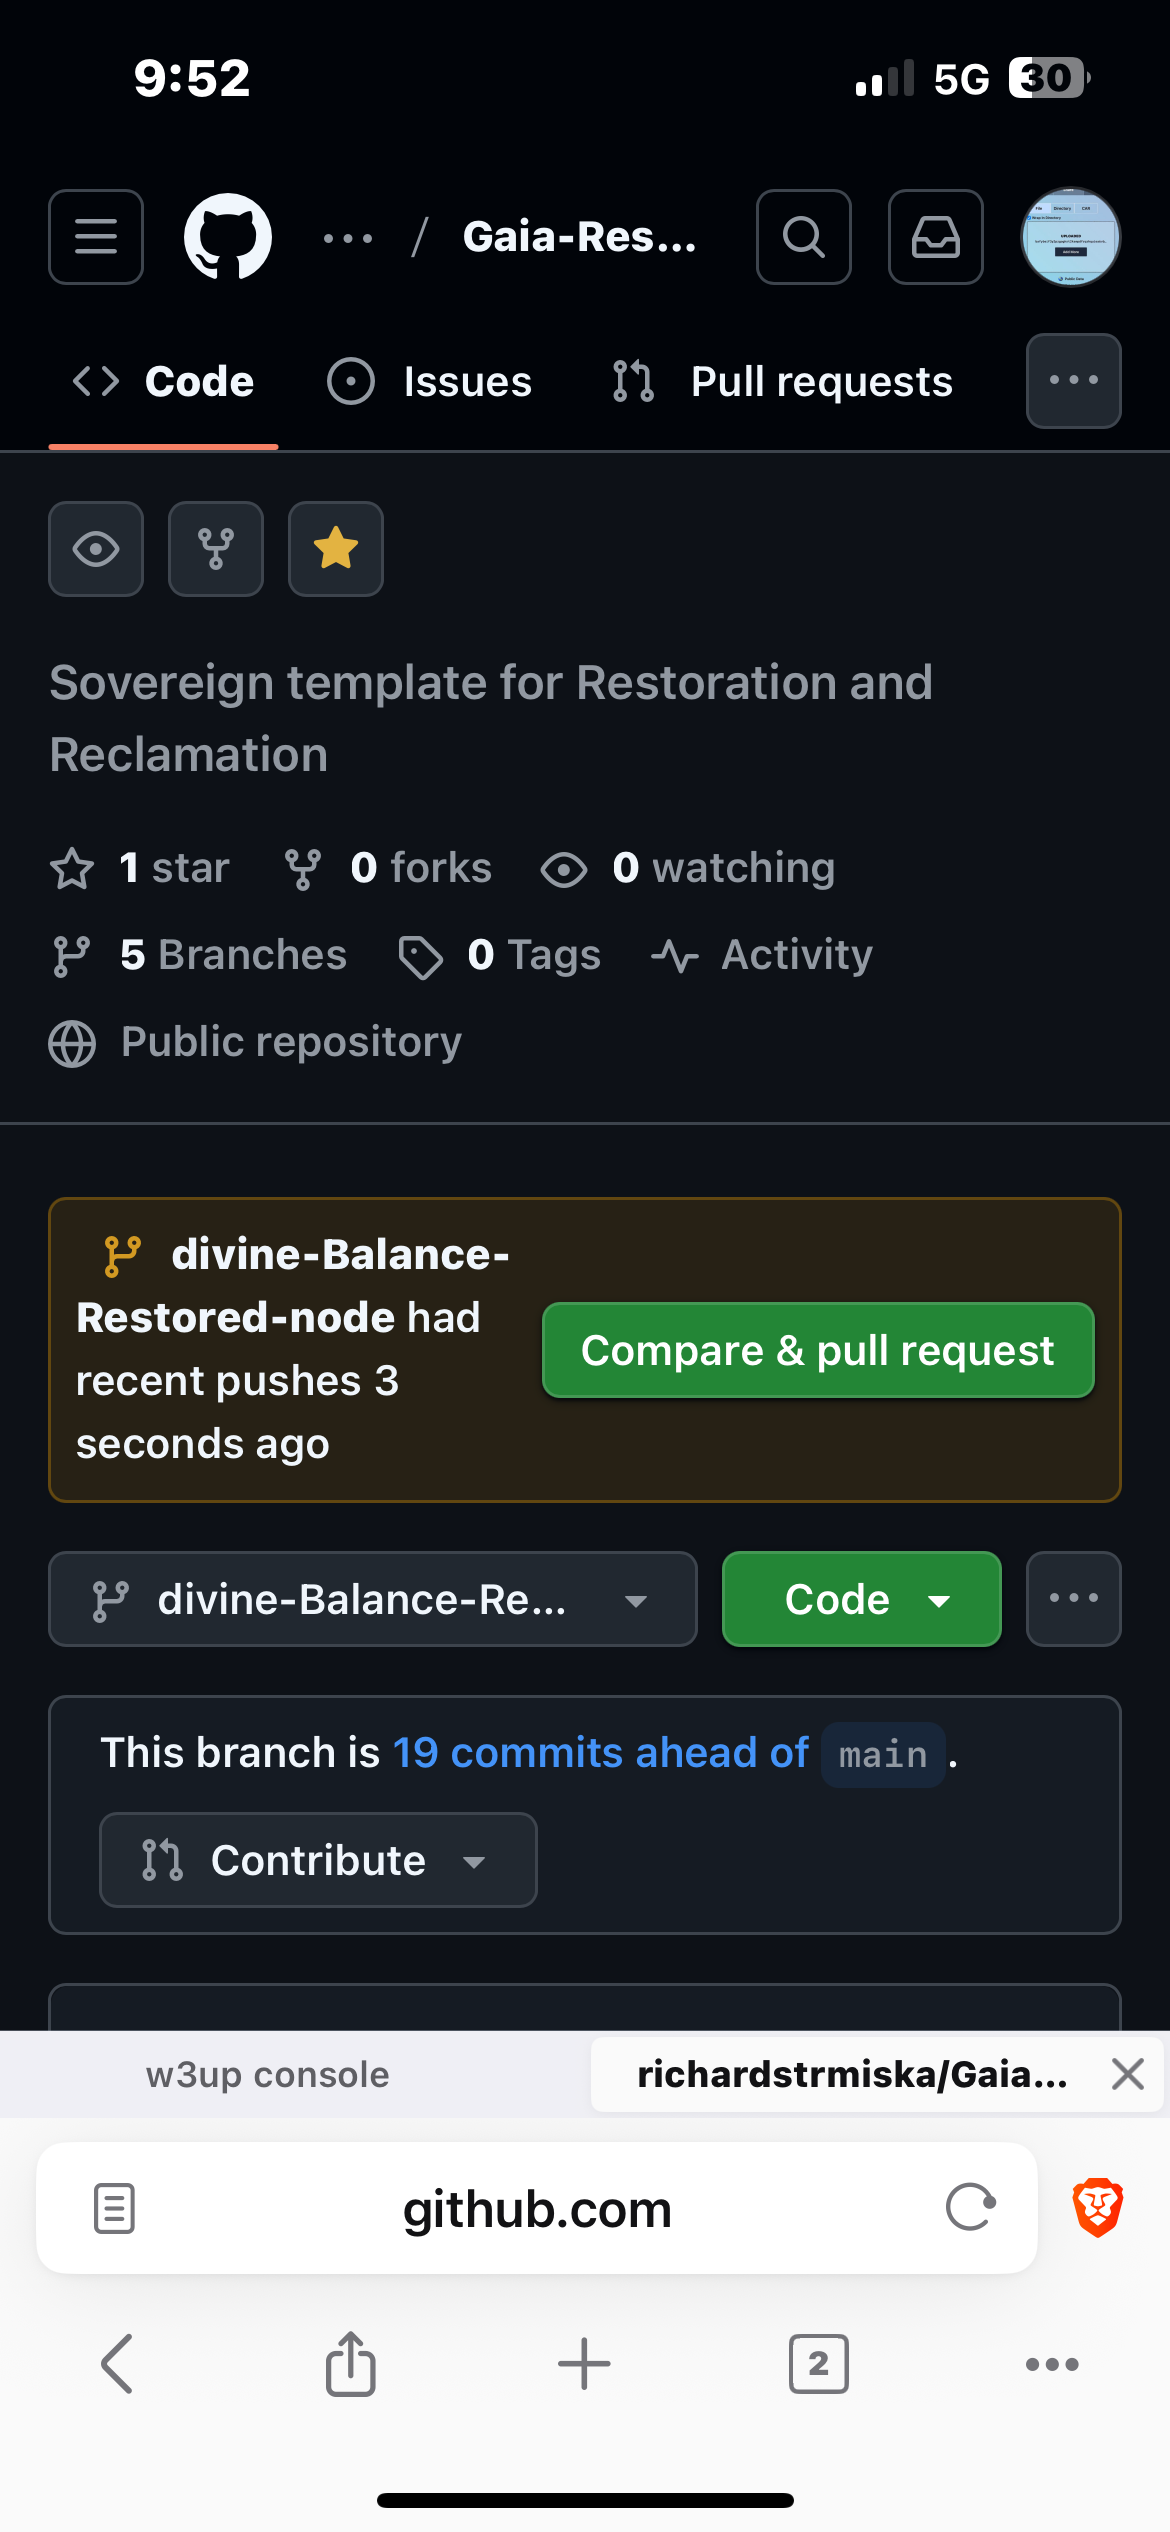 9:52
5G 30
... / Gaia-Res...
Code Issues Pull requests
Sovereign template for Restoration and
Reclamation
1 star 0 forks 0 watching
5 Branches 0 Tags Activity
Public repository
divine-Balance-
Restored-node had
recent pushes 3
seconds ago
Compare & pull request
divine-Balance-Re... Code
This branch is 19 commits ahead of main .
Contribute
w3up console richardstrmiska/Gaia...
github.com
2